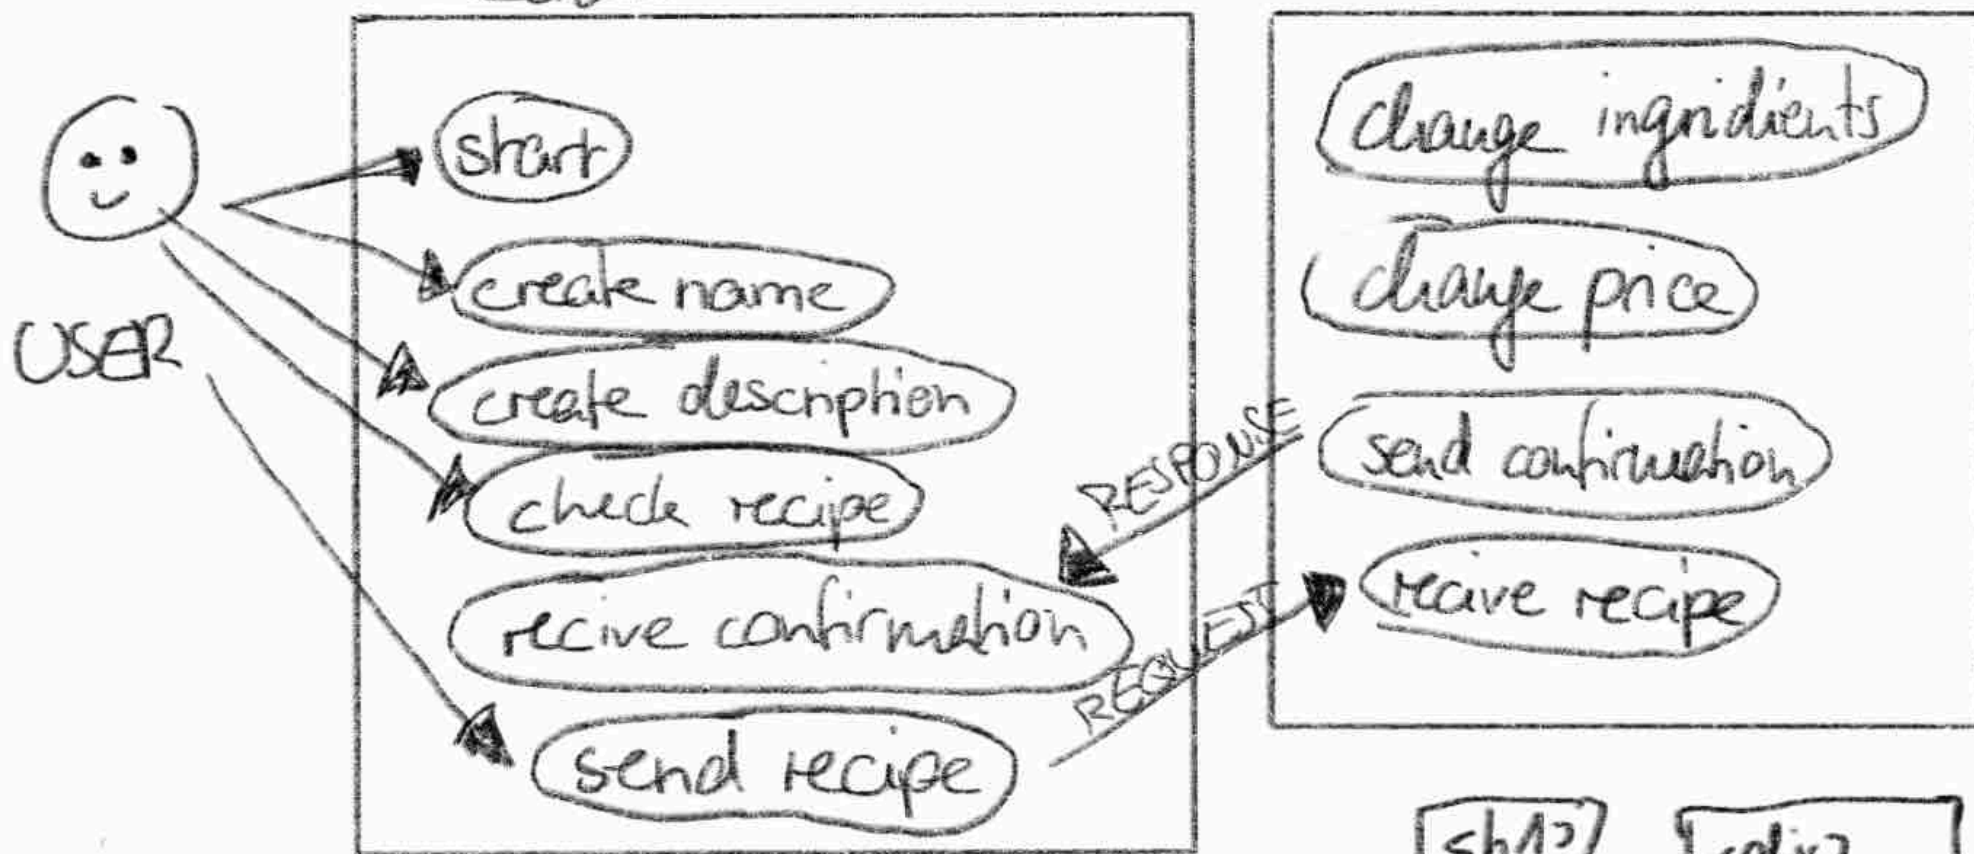 USER
start
create name
create description
check recipe
recive confirmation
send recipe
RESPONSE
REQUEST
change ingridients
change price
send confirmation
recive recipe